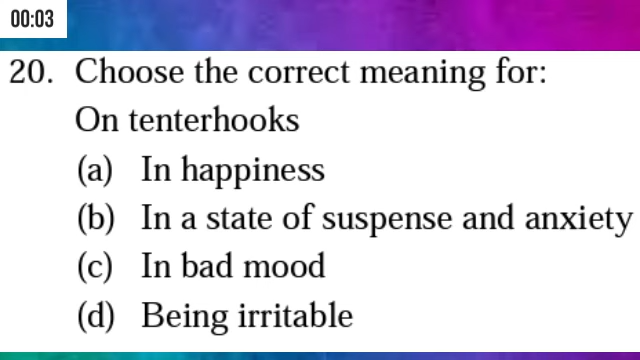 00:03
20. Choose the correct meaning for:
On tenterhooks
(a) In happiness
(b) In a state of suspense and anxiety
(c) In bad mood
(d) Being irritable